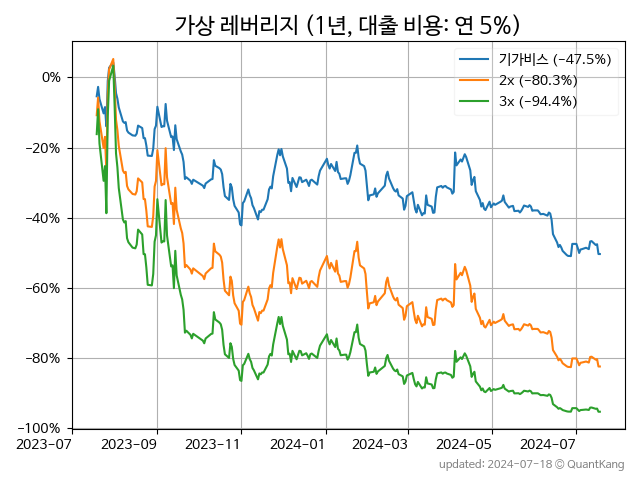 가상 레버리지 (1년, 대출 비용: 연 5%)
기가비스 (−47.5%)
2x (−80.3%)
3x (−94.4%)
0%
−20%
−40%
−60%
−80%
−100%
2023−07 2023−09 2023−11 2024−01 2024−03 2024−05 2024−07
updated: 2024-07-18 © QuantKang